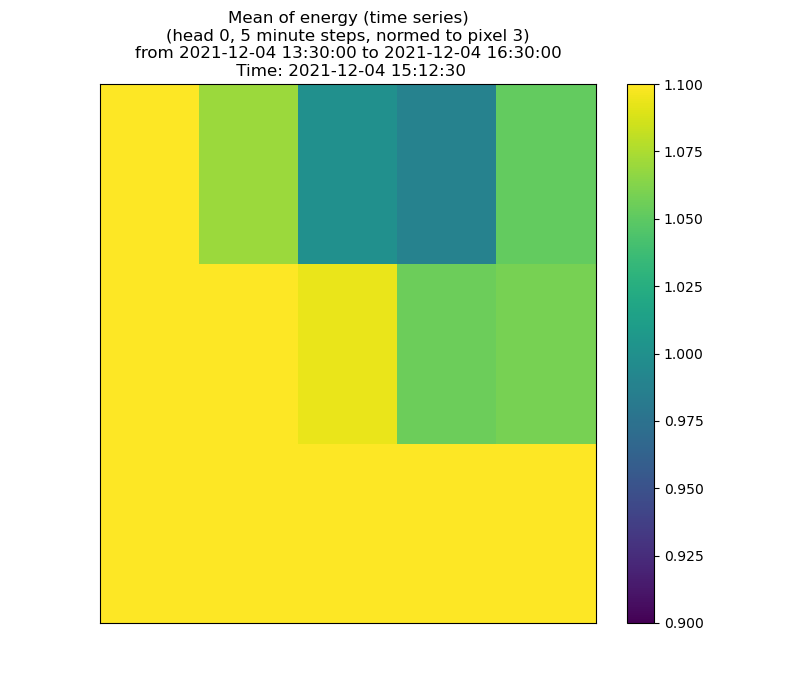 Mean of energy (time series)
(head 0, 5 minute steps, normed to pixel 3)
from 2021-12-04 13:30:00 to 2021-12-04 16:30:00
Time: 2021-12-04 15:12:30
1.100
1.075
1.050
1.025
1.000
0.975
0.950
0.925
0.900